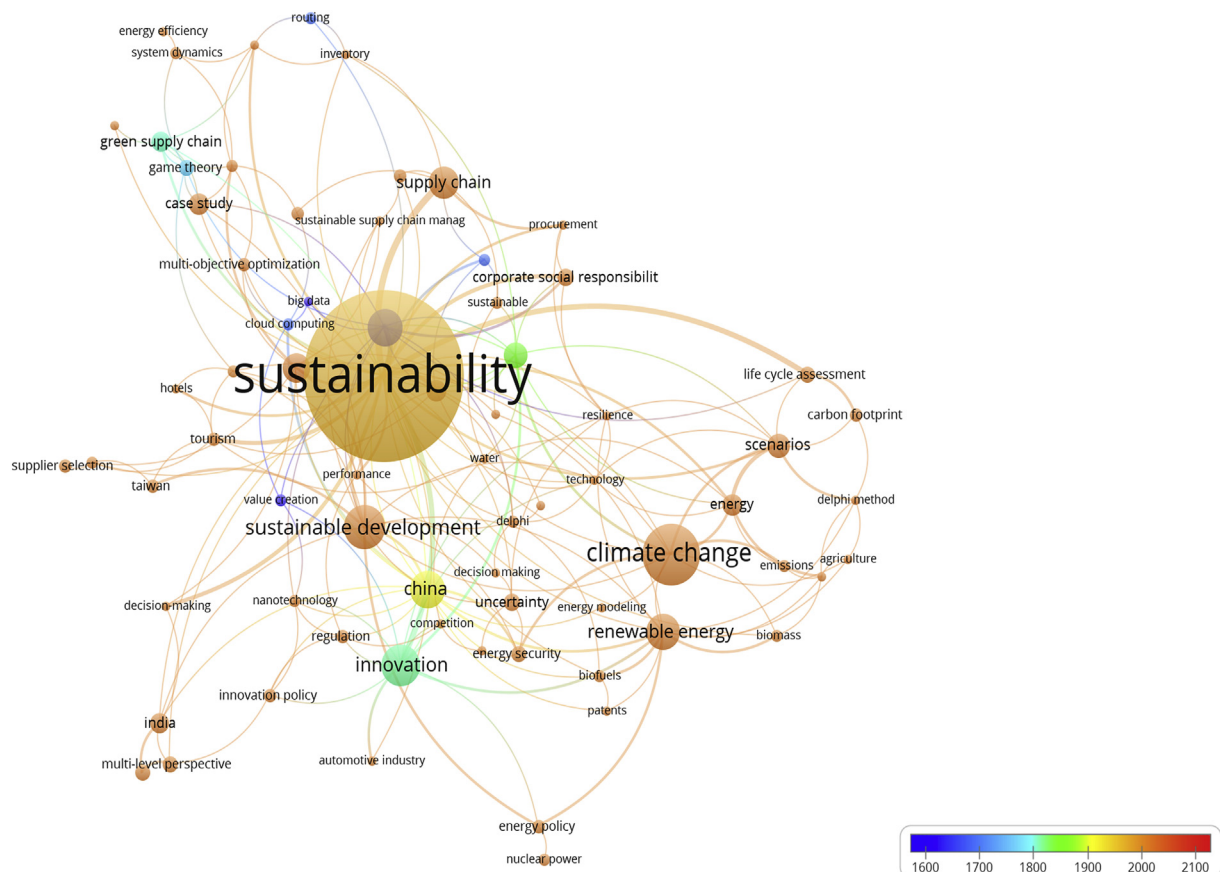 routing
energy efficiency
system dynamics
inventory
green supply chain
game theory
supply chain
case study
sustainable supply chain manag
procurement
multi-objective optimization
corporate social responsibilit
big data
sustainable
cloud computing
sustainability
life cycle assessment
hotels
resilience
carbon footprint
tourism
scenarios
supplier selection
water
performance
technology
taiwan
value creation
delphi method
energy
sustainable development
delphi
climate change
agriculture
emissions
decision making
china
nanotechnology
uncertainty
decision-making
energy modeling
competition
regulation
renewable energy
biomass
energy security
innovation
biofuels
innovation policy
patents
india
multi-level perspective
automotive industry
energy policy
nuclear power
1600 1700 1800 1900 2000 2100